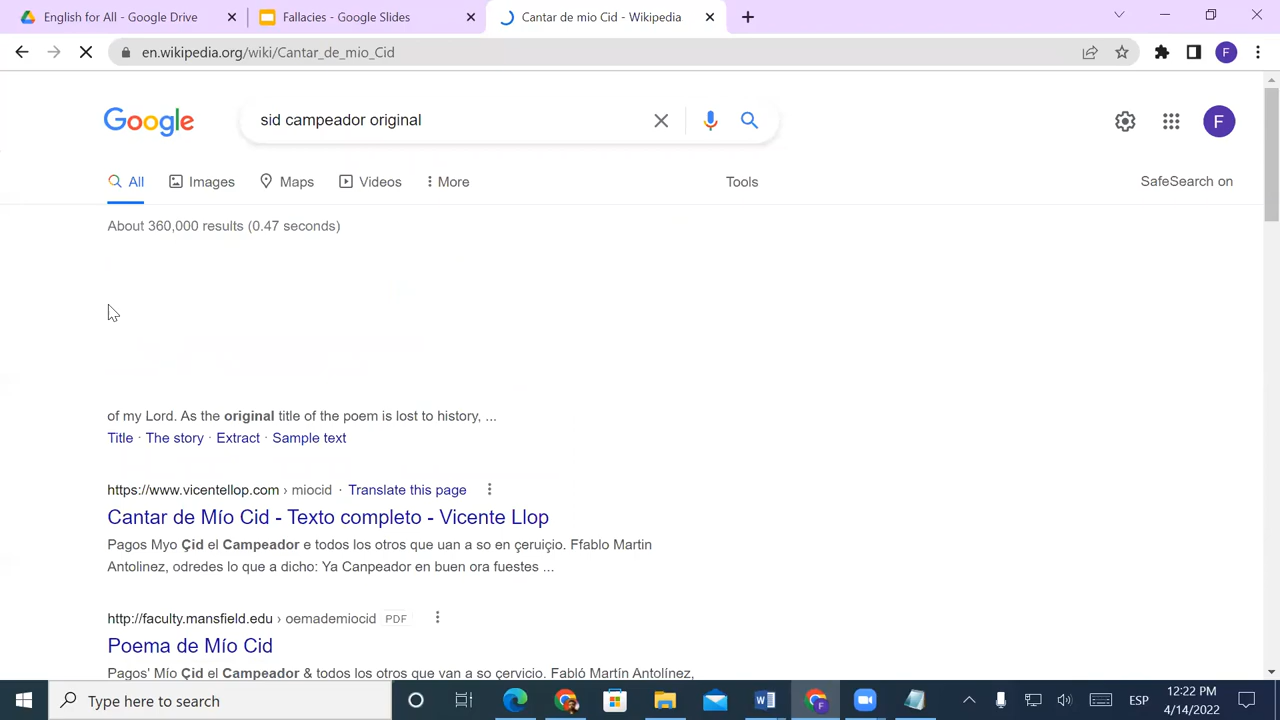 English for All - Google Drive
Fallacies - Google Slides
Cantar de mio Cid - Wikipedia
en.wikipedia.org/wiki/Cantar_de_mio_Cid
F
Google
sid campeador original
F
All
Images
Maps
Videos
More
Tools
SafeSearch on
About 360,000 results (0.47 seconds)
of my Lord. As the original title of the poem is lost to history, ...
Title · The story · Extract · Sample text
https://www.vicentellop.com › miocid · Translate this page
Cantar de Mío Cid - Texto completo - Vicente Llop
Pagos Myo Çid el Campeador e todos los otros que uan a so en çeruiçio. Ffablo Martin
Antolinez, odredes lo que a dicho: Ya Canpeador en buen ora fuestes ...
http://faculty.mansfield.edu › oemademiocid PDF
Poema de Mío Cid
Pagos' Mío Çid el Campeador & todos los otros que van a so çervicio. Fabló Martín Antolínez,
Type here to search
F
ESP
12:22 PM
4/14/2022